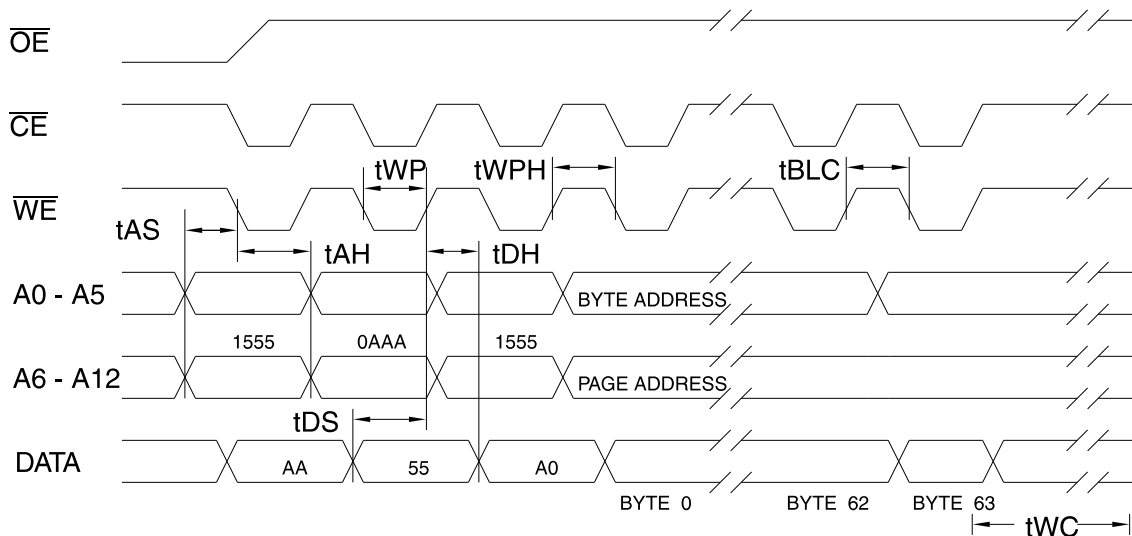 OE
CE
tWP tWPH tBLC
WE
tAS
tAH tDH
A0 - A5 BYTE ADDRESS
1555 0AAA 1555
A6 - A12 PAGE ADDRESS
tDS
DATA AA 55 A0
BYTE 0 BYTE 62 BYTE 63
tWC